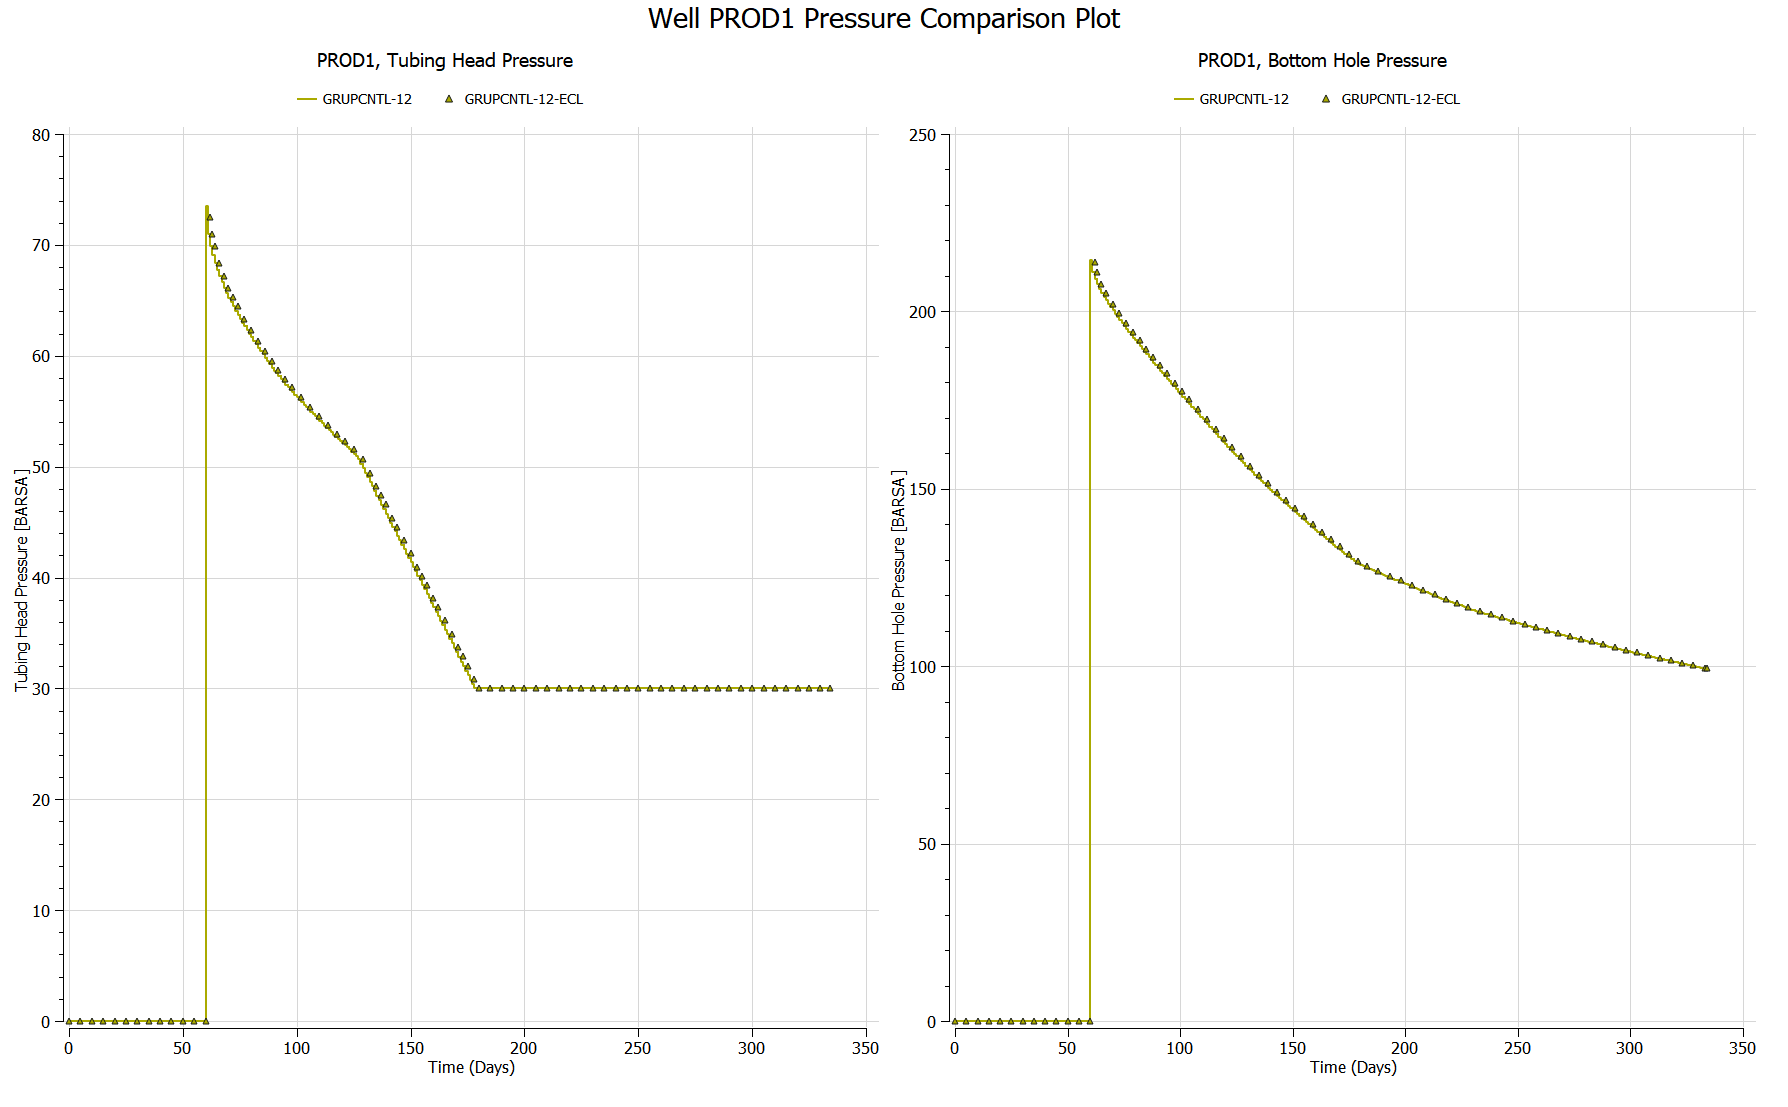 Well PROD1 Pressure Comparison Plot
PROD1, Tubing Head Pressure
GRUPCNTL-12
GRUPCNTL-12-ECL
80
70
60
50
40
30
20
10
0
Tubing Head Pressure [BARSA]
0 50 100 150 200 250 300 350
Time (Days)
PROD1, Bottom Hole Pressure
GRUPCNTL-12
GRUPCNTL-12-ECL
250
200
150
100
50
0
Bottom Hole Pressure [BARSA]
0 50 100 150 200 250 300 350
Time (Days)